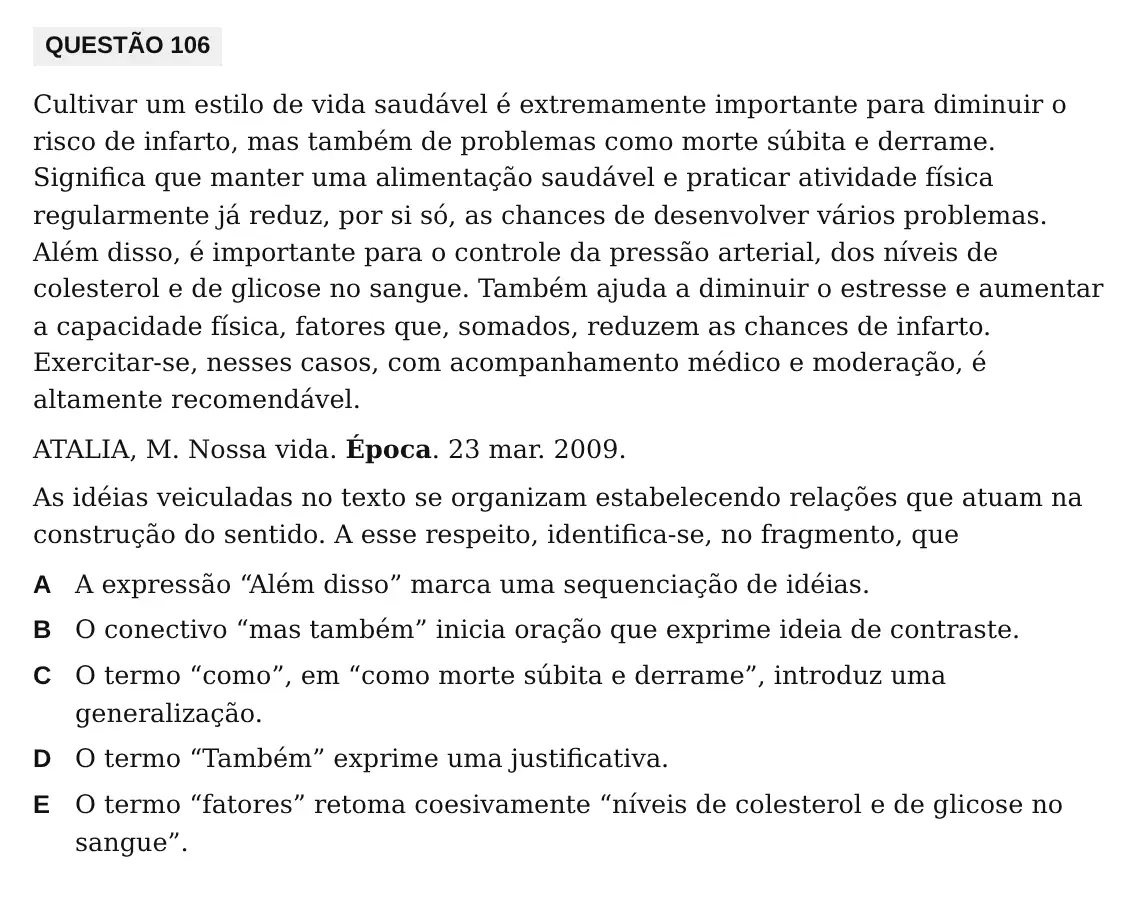 QUESTÃO 106
Cultivar um estilo de vida saudável é extremamente importante para diminuir o
risco de infarto, mas também de problemas como morte súbita e derrame.
Significa que manter uma alimentação saudável e praticar atividade física
regularmente já reduz, por si só, as chances de desenvolver vários problemas.
Além disso, é importante para o controle da pressão arterial, dos níveis de
colesterol e de glicose no sangue. Também ajuda a diminuir o estresse e aumentar
a capacidade física, fatores que, somados, reduzem as chances de infarto.
Exercitar-se, nesses casos, com acompanhamento médico e moderação, é
altamente recomendável.
ATALIA, M. Nossa vida. Época. 23 mar. 2009.
As idéias veiculadas no texto se organizam estabelecendo relações que atuam na
construção do sentido. A esse respeito, identifica-se, no fragmento, que
A A expressão “Além disso” marca uma sequenciação de idéias.
B O conectivo “mas também” inicia oração que exprime ideia de contraste.
C O termo “como”, em “como morte súbita e derrame”, introduz uma
generalização.
D O termo “Também” exprime uma justificativa.
E O termo “fatores” retoma coesivamente “níveis de colesterol e de glicose no
sangue”.